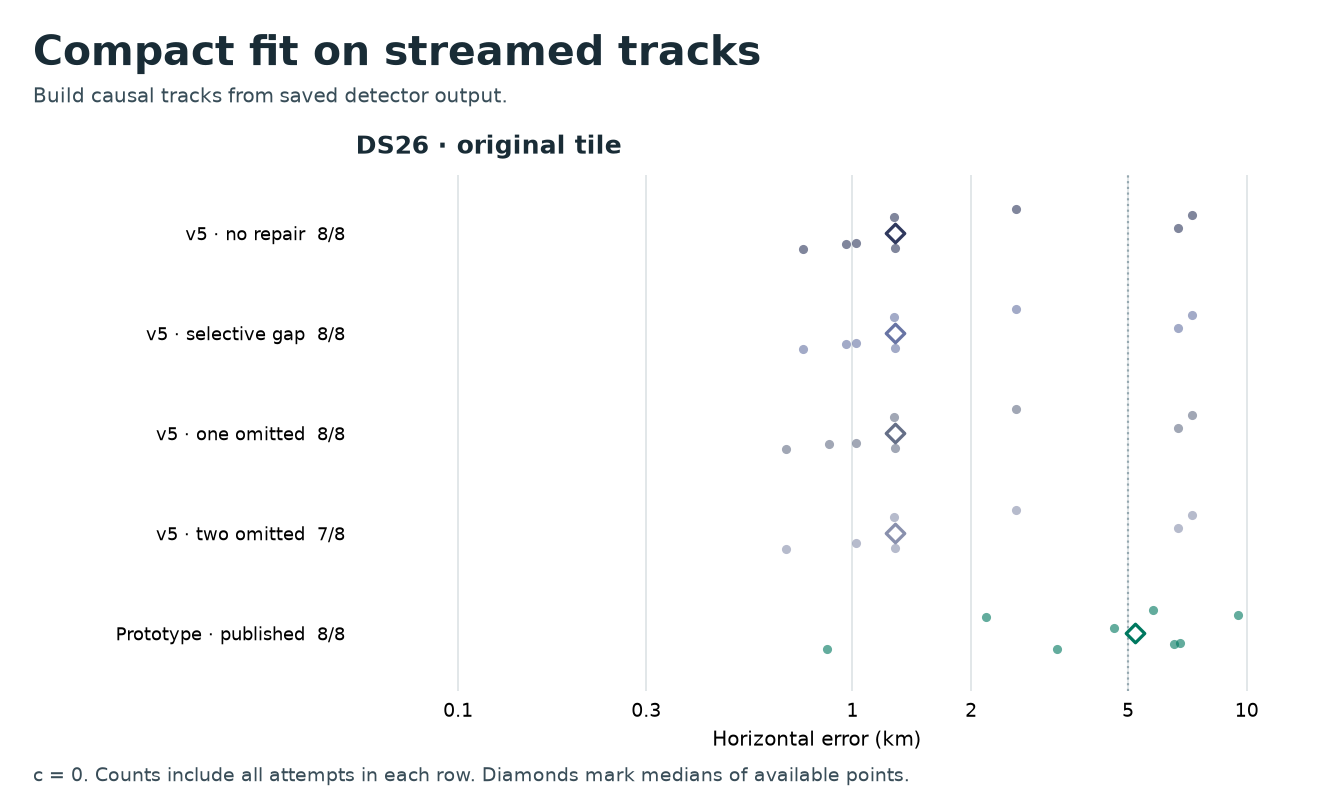 Compact fit on streamed tracks
Build causal tracks from saved detector output.
DS26 · original tile
v5 · no repair  8/8
v5 · selective gap  8/8
v5 · one omitted  8/8
v5 · two omitted  7/8
Prototype · published  8/8
0.1  0.3  1  2  5  10
Horizontal error (km)
c = 0. Counts include all attempts in each row. Diamonds mark medians of available points.